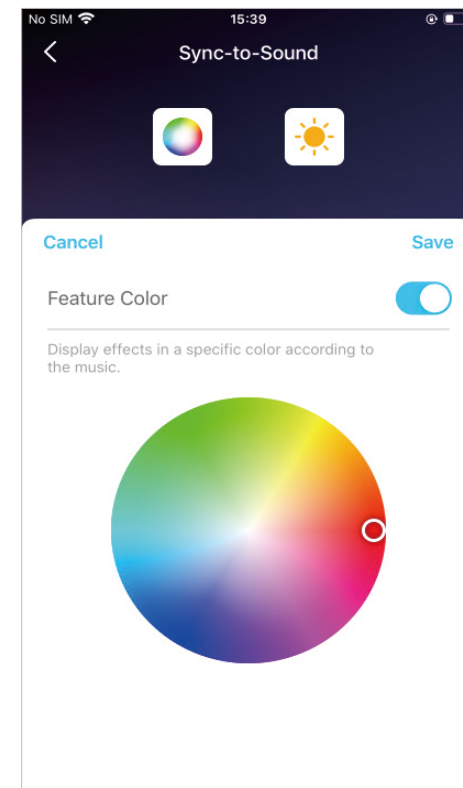 No SIM 15:39
Sync-to-Sound
Cancel Save
Feature Color
Display effects in a specific color according to
the music.